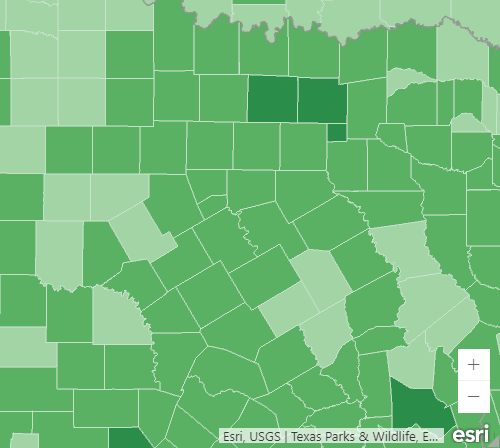 +
−
Esri, USGS | Texas Parks & Wildlife, E...
esri